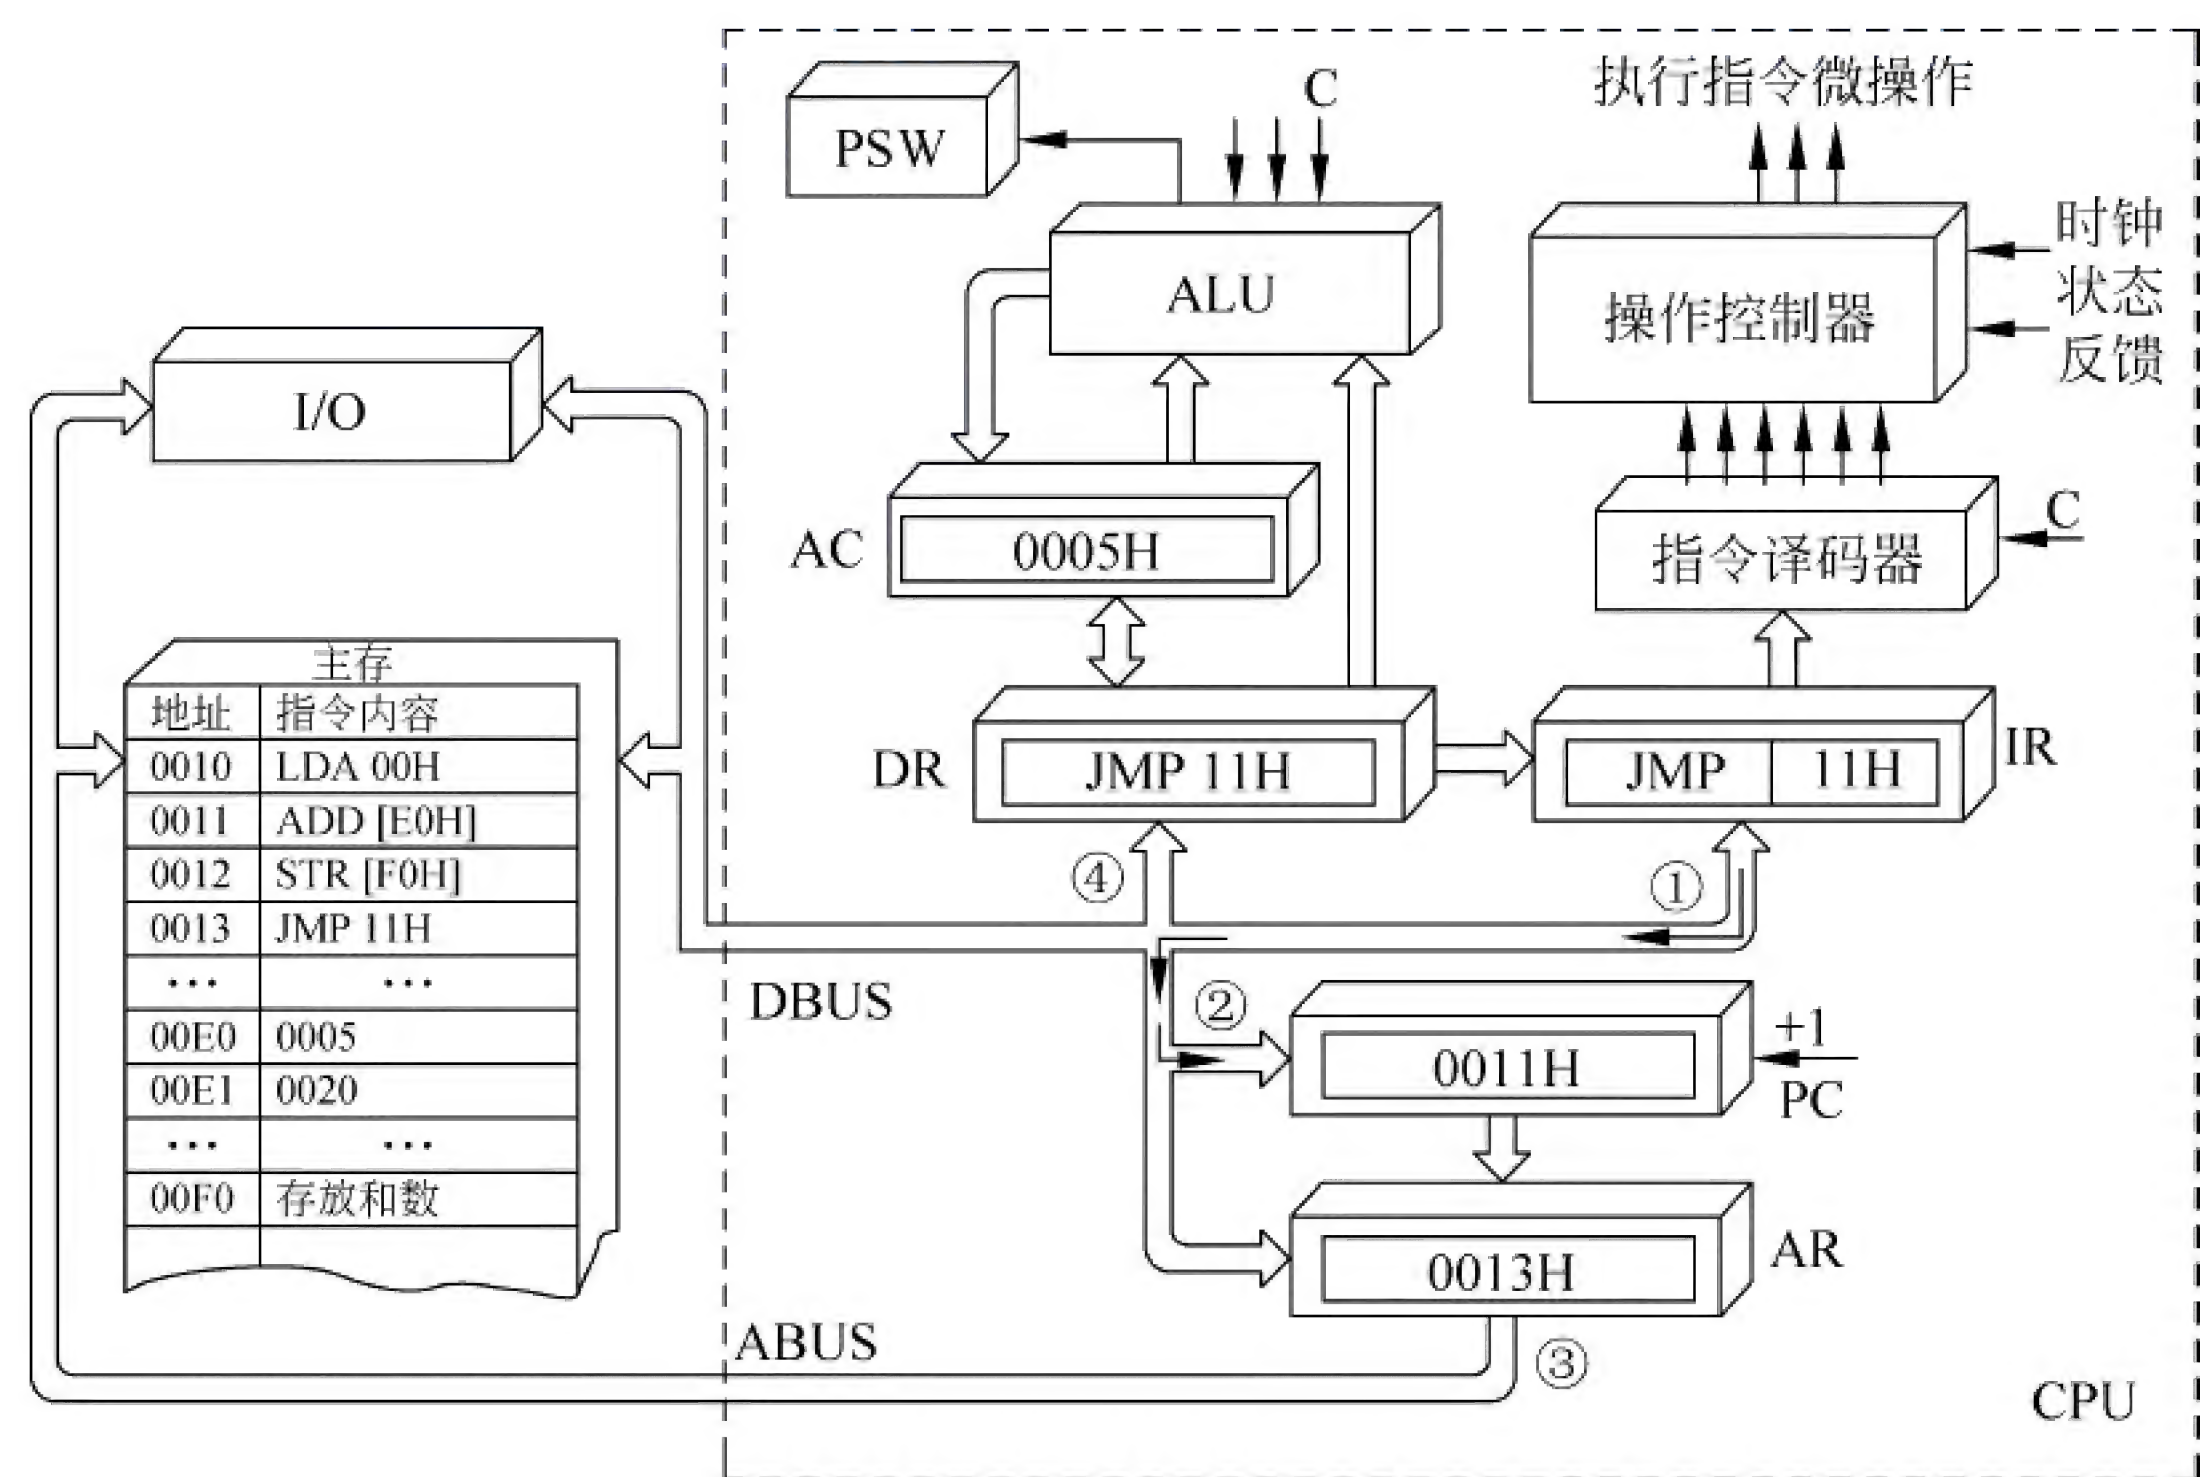 执行指令微操作
C
PSW
时钟
状态
反馈
ALU
操作控制器
I/O
C
AC
0005H
指令译码器
主存
地址 指令内容
0010 LDA 00H
0011 ADD [E0H]
0012 STR [F0H]
0013 JMP 11H
… …
00E0 0005
00E1 0020
… …
00F0 存放和数
DR
JMP 11H
JMP 11H
IR
④
①
DBUS
②
+1
0011H
PC
0013H
AR
ABUS
③
CPU